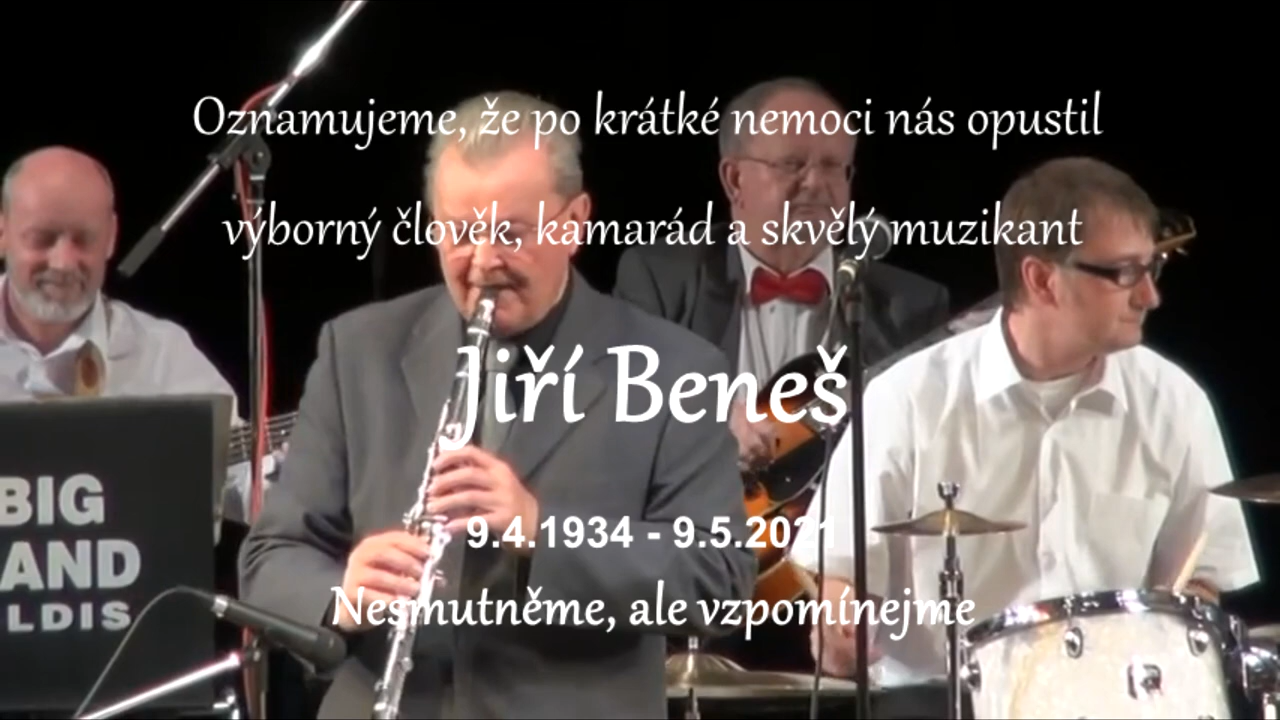 Oznamujeme, že po krátké nemoci nás opustil
výborný člověk, kamarád a skvělý muzikant
Jiří Beneš
9.4.1934 - 9.5.2021
Nesmutněme, ale vzpomínejme
BIG
AND
LDIS